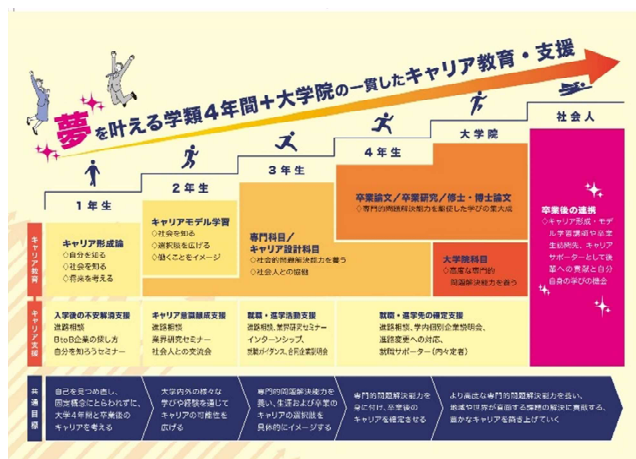 夢を叶える学類4年間＋大学院の一貫したキャリア教育・支援
1年生
2年生
3年生
4年生
大学院
社会人
キャリア教育
キャリア形成論
◇自分を知る
◇社会を知る
◇将来を考える
キャリアモデル学習
◇社会を知る
◇選択肢を広げる
◇働くことをイメージ
専門科目／
キャリア設計科目
◇社会的問題解決能力を養う
◇社会人との協働
卒業論文／卒業研究／修士・博士論文
◇専門的問題解決能力を駆使した学びの集大成
大学院科目
◇高度な専門的
問題解決能力を養う
卒業後の連携
◇キャリア形成・モデ
ル学習講師や卒業
生訪問先、キャリア
サポーターとして後
輩への貢献と自分
自身の学びの機会
キャリア支援
入学後の不安解消支援
進路相談
BtoB企業の探し方
自分を知ろうセミナー
キャリア意識醸成支援
進路相談
業界研究セミナー
社会人との交流会
就職・進学活動支援
進路相談、業界研究セミナー
インターンシップ、
就職ガイダンス、合同企業説明会
就職・進学先の確定支援
進路相談、学内個別企業説明会、
進路変更への対応、
就職サポーター（内々定者）
共通目標
自己を見つめ直し、
固定概念にとらわれずに、
大学4年間と卒業後の
キャリアを考える
大学内外の様々な
学びや経験を通じて
キャリアの可能性を
広げる
専門的問題解決能力を
養い、生涯および卒業の
キャリアの選択肢を
具体的にイメージする
専門的問題解決能力を
身に付け、卒業後の
キャリアを確定させる
より高度な専門的問題解決能力を養い、
地域や世界が直面する課題の解決に貢献する、
豊かなキャリアを築き上げていく